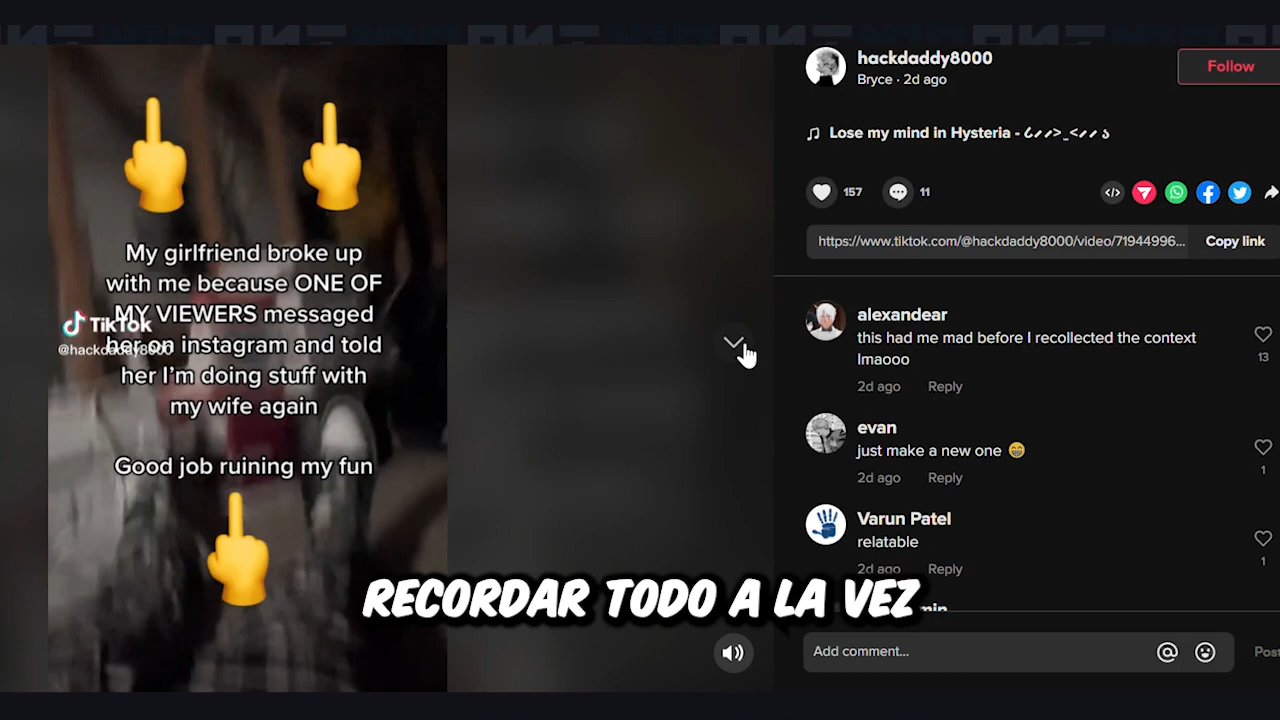 My girlfriend broke up
with me because ONE OF
MY VIEWERS messaged
her on instagram and told
her I'm doing stuff with
my wife again
Good job ruining my fun
TikTok
@hackdaddy8000
hackdaddy8000
Bryce · 2d ago
Follow
Lose my mind in Hysteria -
157
11
https://www.tiktok.com/@hackdaddy8000/video/71944996...
Copy link
alexandear
this had me mad before I recollected the context
lmaooo
13
2d ago
Reply
evan
just make a new one 😁
1
2d ago
Reply
Varun Patel
relatable
1
2d ago
Reply
RECORDAR TODO A LA VEZ
Add comment...